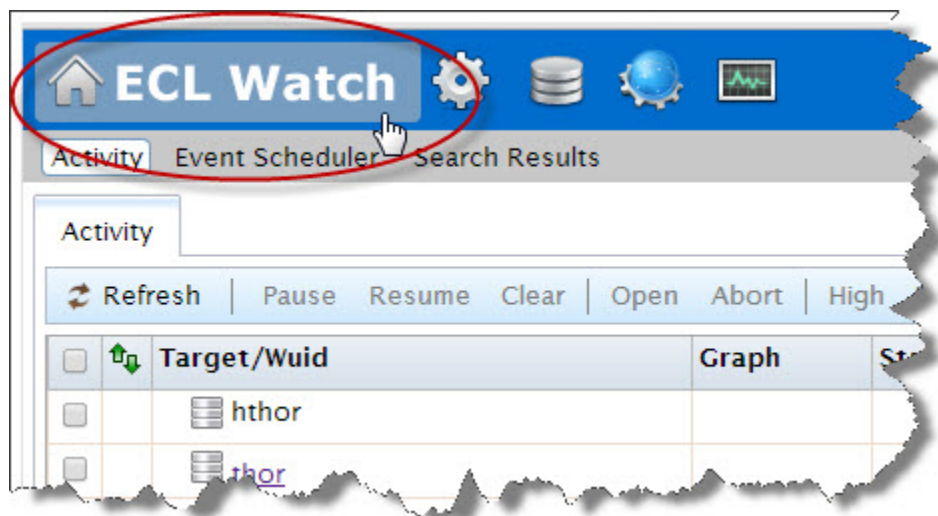 ECL Watch
Activity Event Scheduler Search Results
Activity
Refresh Pause Resume Clear Open Abort High
Target/Wuid Graph
hthor
thor